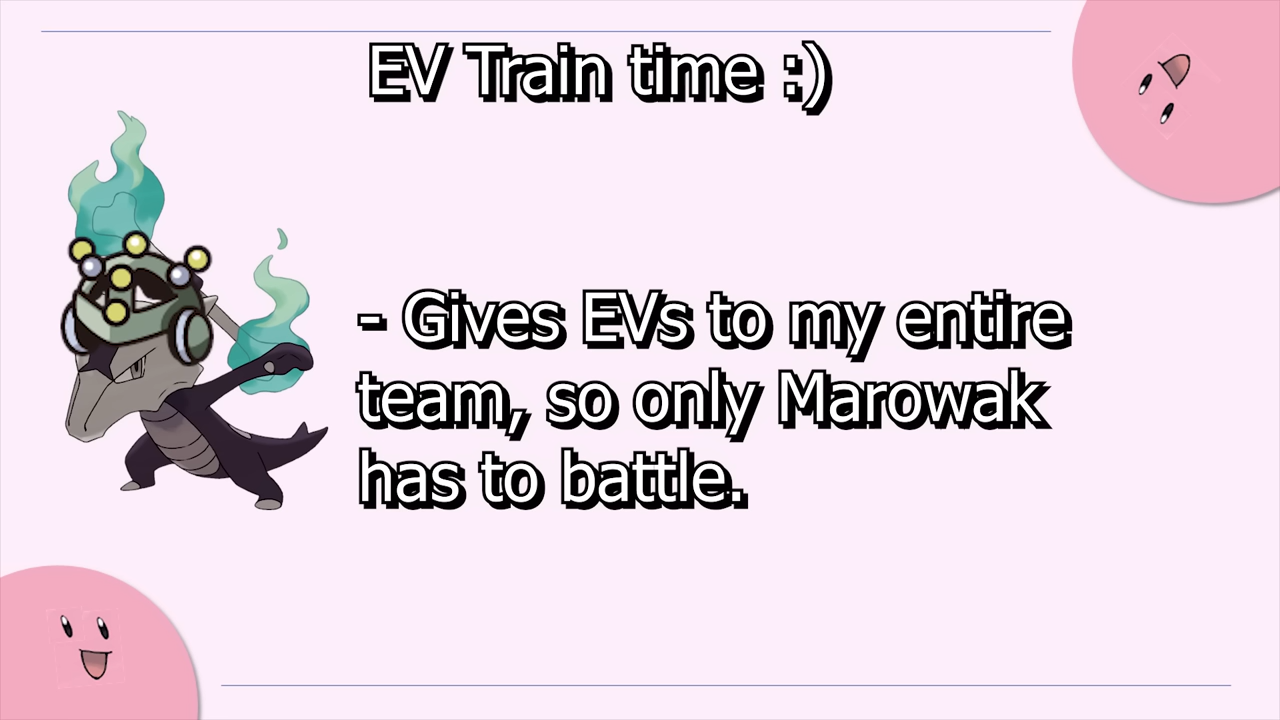 EV Train time :)
- Gives EVs to my entire
team, so only Marowak
has to battle.